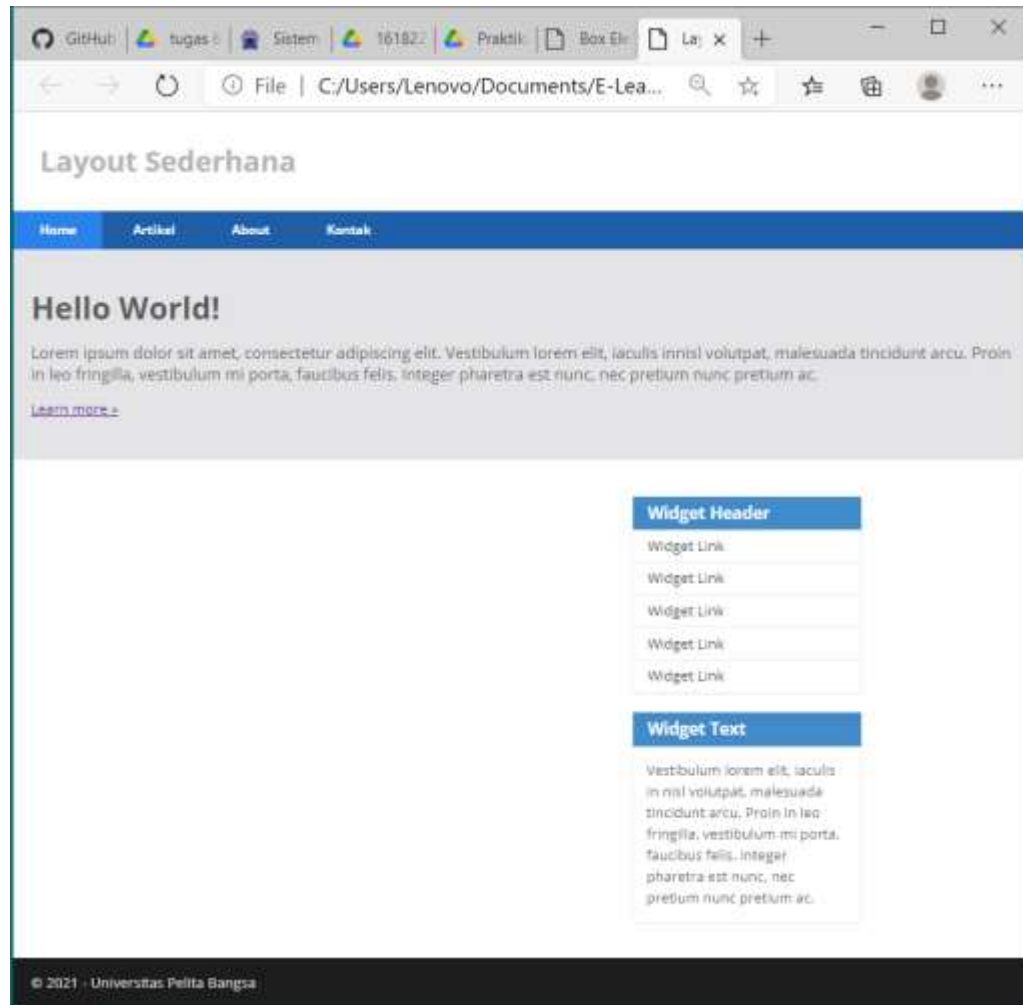 GitHub
tugas
Sistem
161822
Praktik
Box Ele
La
File
C:/Users/Lenovo/Documents/E-Lea...
Layout Sederhana
Home Artikel About Kontak
Hello World!
Lorem ipsum dolor sit amet, consectetur adipiscing elit. Vestibulum lorem elit, iaculis innisl volutpat, malesuada tincidunt arcu. Proin
in leo fringilla, vestibulum mi porta, faucibus felis. Integer pharetra est nunc, nec pretium nunc pretium ac.
Learn more »
Widget Header
Widget Link
Widget Link
Widget Link
Widget Link
Widget Link
Widget Text
Vestibulum lorem elit, iaculis
in nisl volutpat, malesuada
tincidunt arcu. Proin in leo
fringilla, vestibulum mi porta,
faucibus felis. Integer
pharetra est nunc, nec
pretium nunc pretium ac.
© 2021 - Universitas Pelita Bangsa